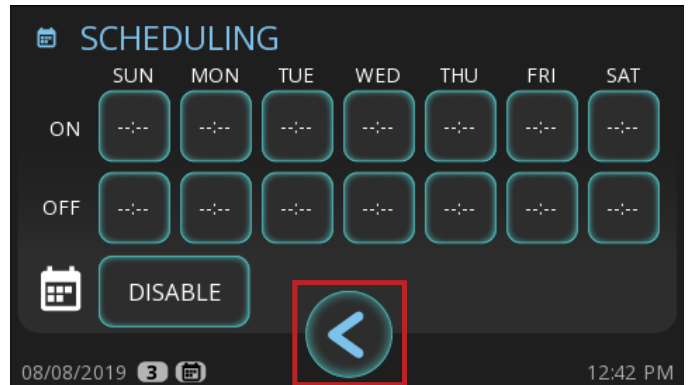 SCHEDULING
SUN MON TUE WED THU FRI SAT
ON --:-- --:-- --:-- --:-- --:-- --:-- --:--
OFF --:-- --:-- --:-- --:-- --:-- --:-- --:--
DISABLE
08/08/2019 3 12:42 PM